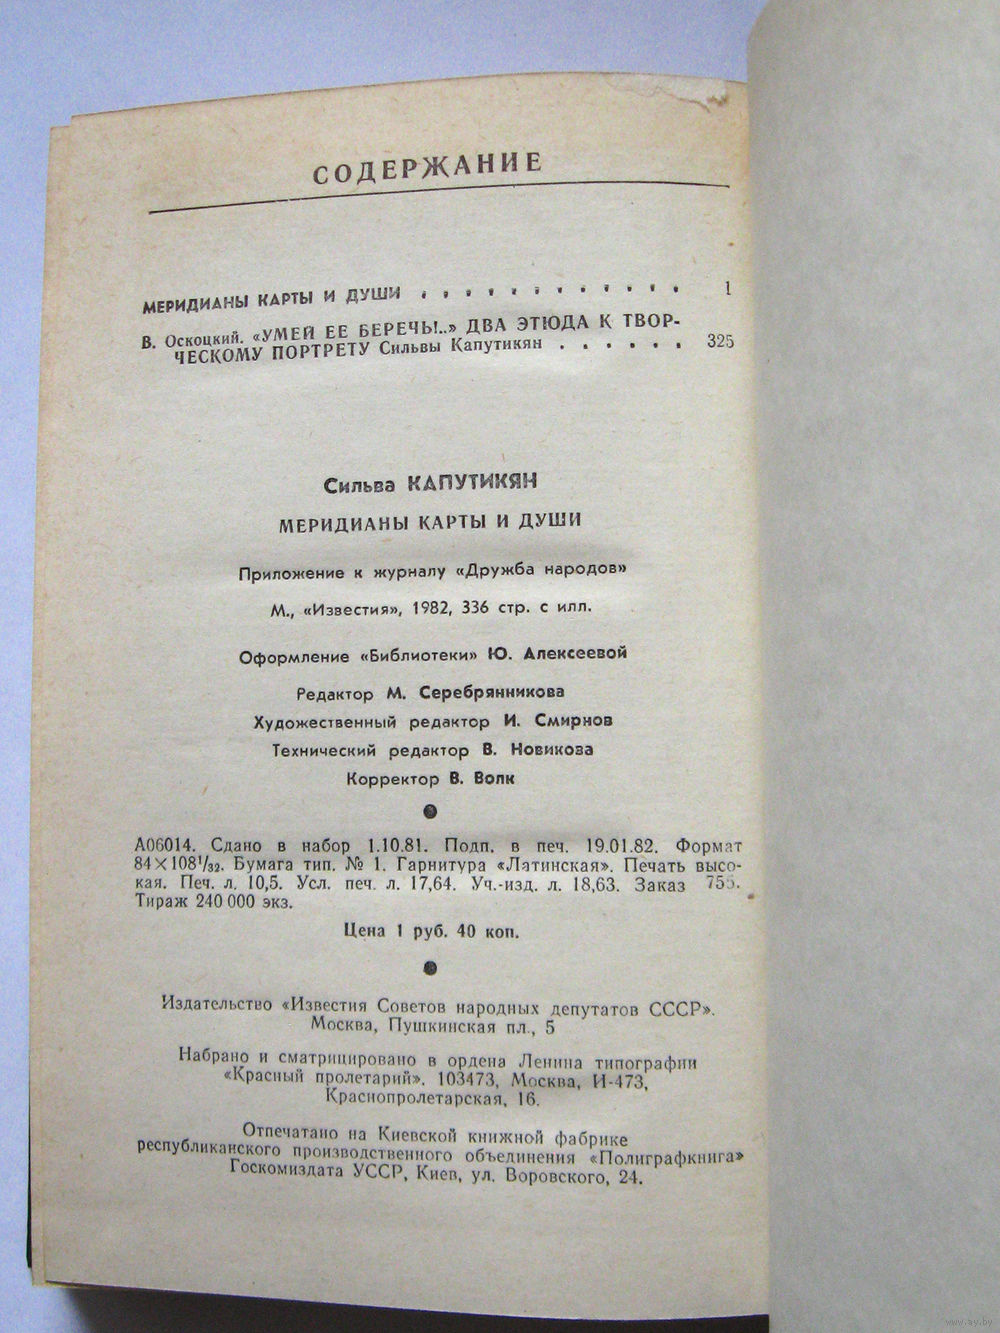 СОДЕРЖАНИЕ
МЕРИДИАНЫ КАРТЫ И ДУШИ . . . . . . . . . . . . 1
В. Оскоцкий. «УМЕЙ ЕЕ БЕРЕЧЬ!..» ДВА ЭТЮДА К ТВОР-
ЧЕСКОМУ ПОРТРЕТУ Сильвы Капутикян . . . . . . 325
Сильва КАПУТИКЯН
МЕРИДИАНЫ КАРТЫ И ДУШИ
Приложение к журналу «Дружба народов»
М., «Известия», 1982, 336 стр. с илл.
Оформление «Библиотеки» Ю. Алексеевой
Редактор М. Серебрянникова
Художественный редактор И. Смирнов
Технический редактор В. Новикова
Корректор В. Волк
А06014. Сдано в набор 1.10.81. Подп. в печ. 19.01.82. Формат
84×108¹/₃₂. Бумага тип. № 1. Гарнитура «Латинская». Печать высо-
кая. Печ. л. 10,5. Усл. печ. л. 17,64. Уч.-изд. л. 18,63. Заказ
Тираж 240 000 экз.
Цена 1 руб. 40 коп.
Издательство «Известия Советов народных депутатов СССР».
Москва, Пушкинская пл., 5
Набрано и сматрицировано в ордена Ленина типографии
«Красный пролетарий». 103473, Москва, И-473,
Краснопролетарская, 16.
Отпечатано на Киевской книжной фабрике
республиканского производственного объединения «Полиграфкнига»
Госкомиздата УССР, Киев, ул. Воровского, 24.
www.ay.by